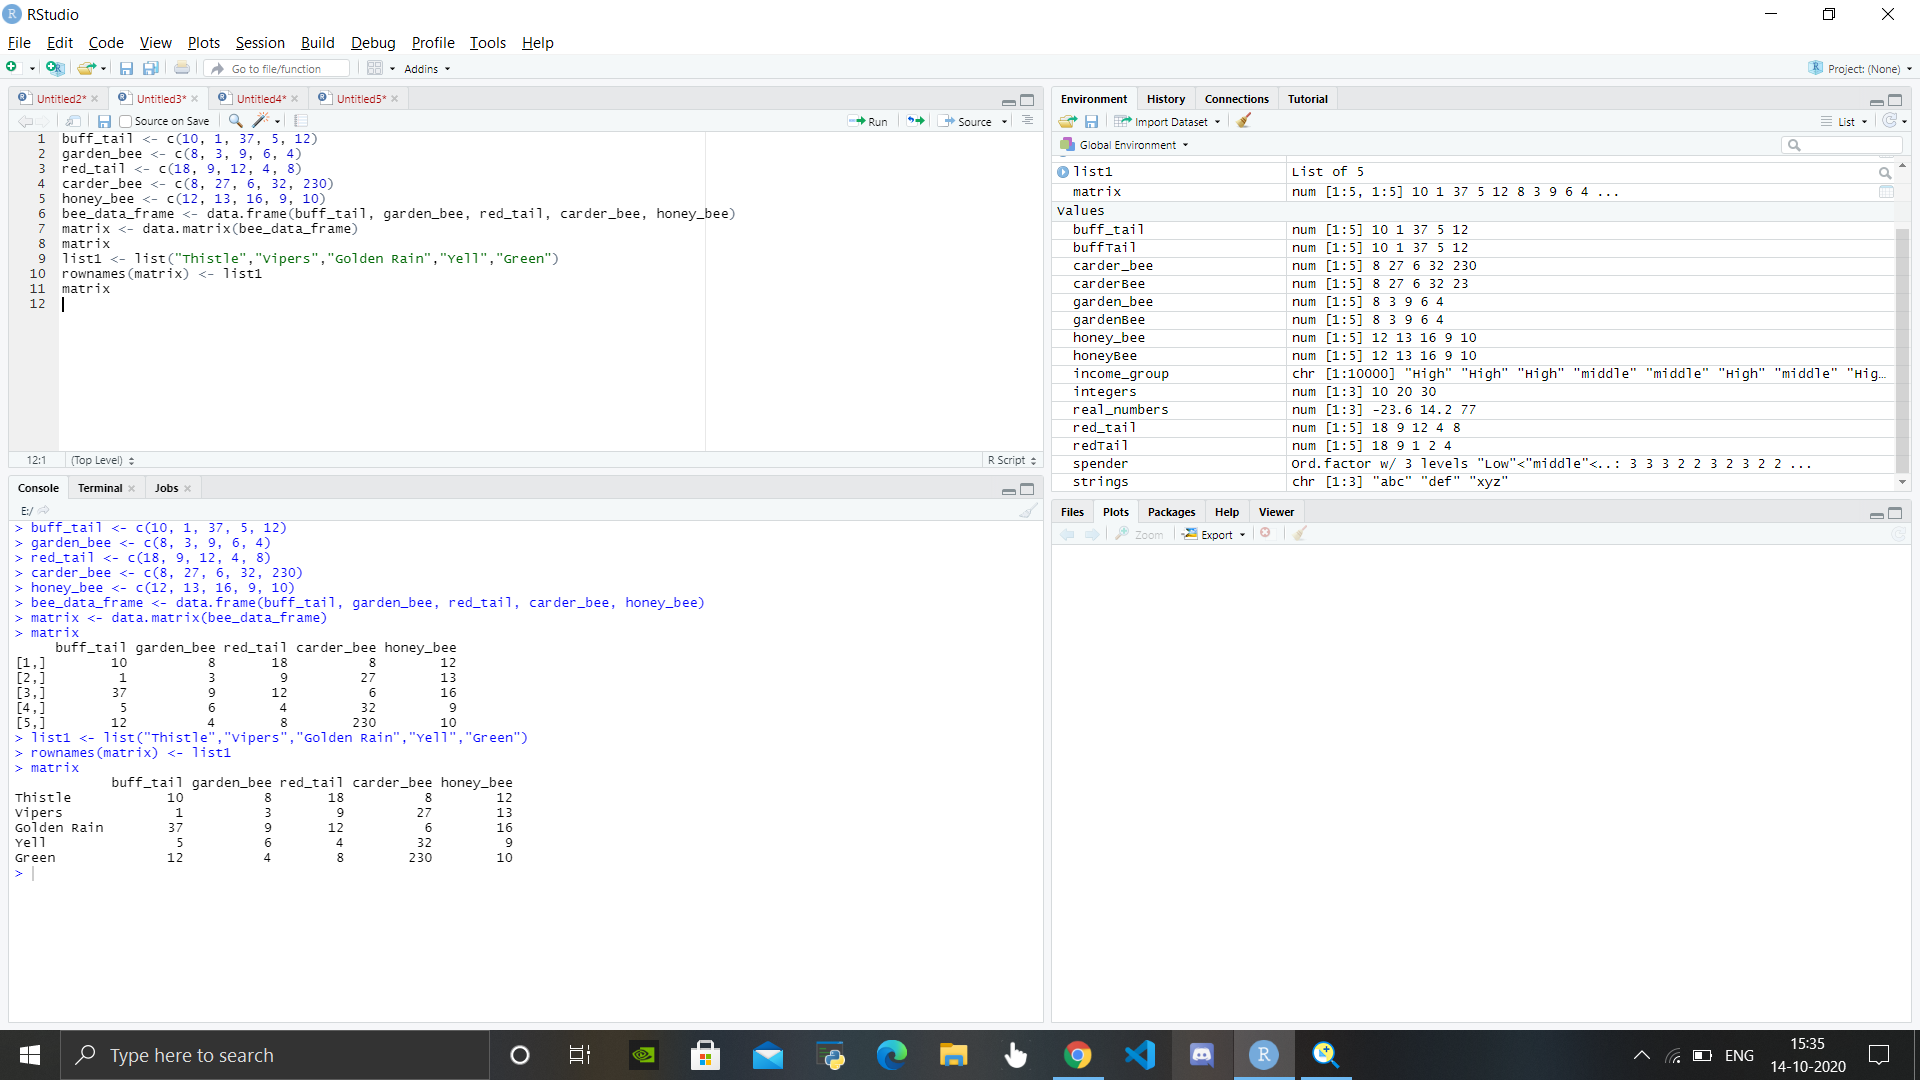 RStudio
File Edit Code View Plots Session Build Debug Profile Tools Help
Go to file/function Addins Project: (None)
Untitled2* Untitled3* Untitled4* Untitled5*
Source on Save Run Source
1 buff_tail <- c(10, 1, 37, 5, 12)
2 garden_bee <- c(8, 3, 9, 6, 4)
3 red_tail <- c(18, 9, 12, 4, 8)
4 carder_bee <- c(8, 27, 6, 32, 230)
5 honey_bee <- c(12, 13, 16, 9, 10)
6 bee_data_frame <- data.frame(buff_tail, garden_bee, red_tail, carder_bee, honey_bee)
7 matrix <- data.matrix(bee_data_frame)
8 matrix
9 list1 <- list("Thistle","Vipers","Golden Rain","Yell","Green")
10 rownames(matrix) <- list1
11 matrix
12
12:1 (Top Level) R Script
Console Terminal Jobs
E:/
> buff_tail <- c(10, 1, 37, 5, 12)
> garden_bee <- c(8, 3, 9, 6, 4)
> red_tail <- c(18, 9, 12, 4, 8)
> carder_bee <- c(8, 27, 6, 32, 230)
> honey_bee <- c(12, 13, 16, 9, 10)
> bee_data_frame <- data.frame(buff_tail, garden_bee, red_tail, carder_bee, honey_bee)
> matrix <- data.matrix(bee_data_frame)
> matrix
buff_tail garden_bee red_tail carder_bee honey_bee
[1,] 10 8 18 8 12
[2,] 1 3 9 27 13
[3,] 37 9 12 6 16
[4,] 5 6 4 32 9
[5,] 12 4 8 230 10
> list1 <- list("Thistle","Vipers","Golden Rain","Yell","Green")
> rownames(matrix) <- list1
> matrix
buff_tail garden_bee red_tail carder_bee honey_bee
Thistle 10 8 18 8 12
Vipers 1 3 9 27 13
Golden Rain 37 9 12 6 16
Yell 5 6 4 32 9
Green 12 4 8 230 10
>
Environment History Connections Tutorial
Import Dataset List
Global Environment
list1 List of 5
matrix num [1:5, 1:5] 10 1 37 5 12 8 3 9 6 4 ...
Values
buff_tail num [1:5] 10 1 37 5 12
buffTail num [1:5] 10 1 37 5 12
carder_bee num [1:5] 8 27 6 32 230
carderBee num [1:5] 8 27 6 32 23
garden_bee num [1:5] 8 3 9 6 4
gardenBee num [1:5] 8 3 9 6 4
honey_bee num [1:5] 12 13 16 9 10
honeyBee num [1:5] 12 13 16 9 10
income_group chr [1:10000] "High" "High" "High" "middle" "middle" "High" "middle" "Hig…
integers num [1:3] 10 20 30
real_numbers num [1:3] -23.6 14.2 77
red_tail num [1:5] 18 9 12 4 8
redTail num [1:5] 18 9 1 2 4
spender Ord.factor w/ 3 levels "Low"<"middle"<..: 3 3 3 2 2 3 2 3 2 2 ...
strings chr [1:3] "abc" "def" "xyz"
Files Plots Packages Help Viewer
Zoom Export
Type here to search
ENG
15:35
14-10-2020